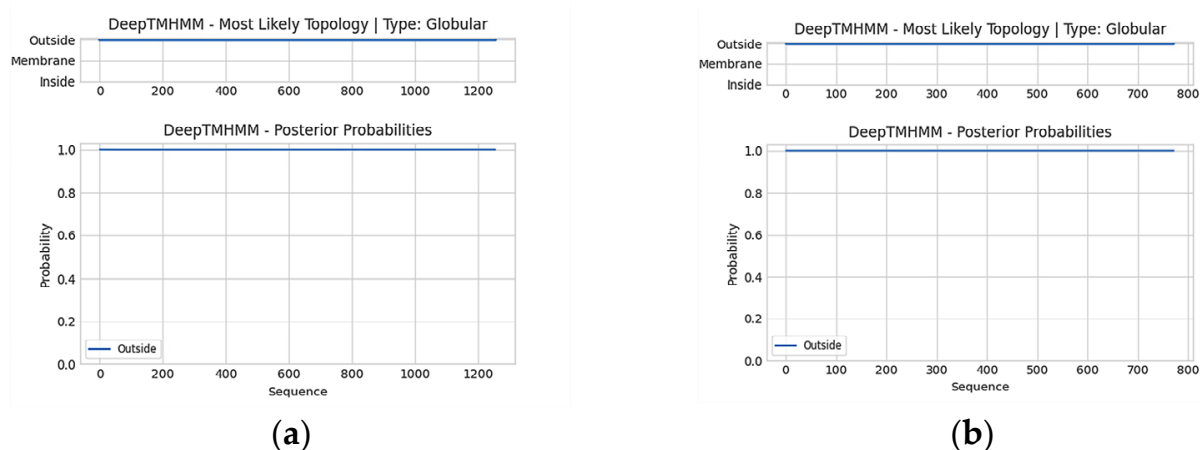 DeepTMHMM - Most Likely Topology | Type: Globular
Outside
Membrane
Inside
0 200 400 600 800 1000 1200
DeepTMHMM - Posterior Probabilities
1.0
0.8
0.6
0.4
0.2
0.0
Probability
Outside
0 200 400 600 800 1000 1200
Sequence
(a)
DeepTMHMM - Most Likely Topology | Type: Globular
Outside
Membrane
Inside
0 100 200 300 400 500 600 700 800
DeepTMHMM - Posterior Probabilities
1.0
0.8
0.6
0.4
0.2
0.0
Probability
Outside
0 100 200 300 400 500 600 700 800
Sequence
(b)